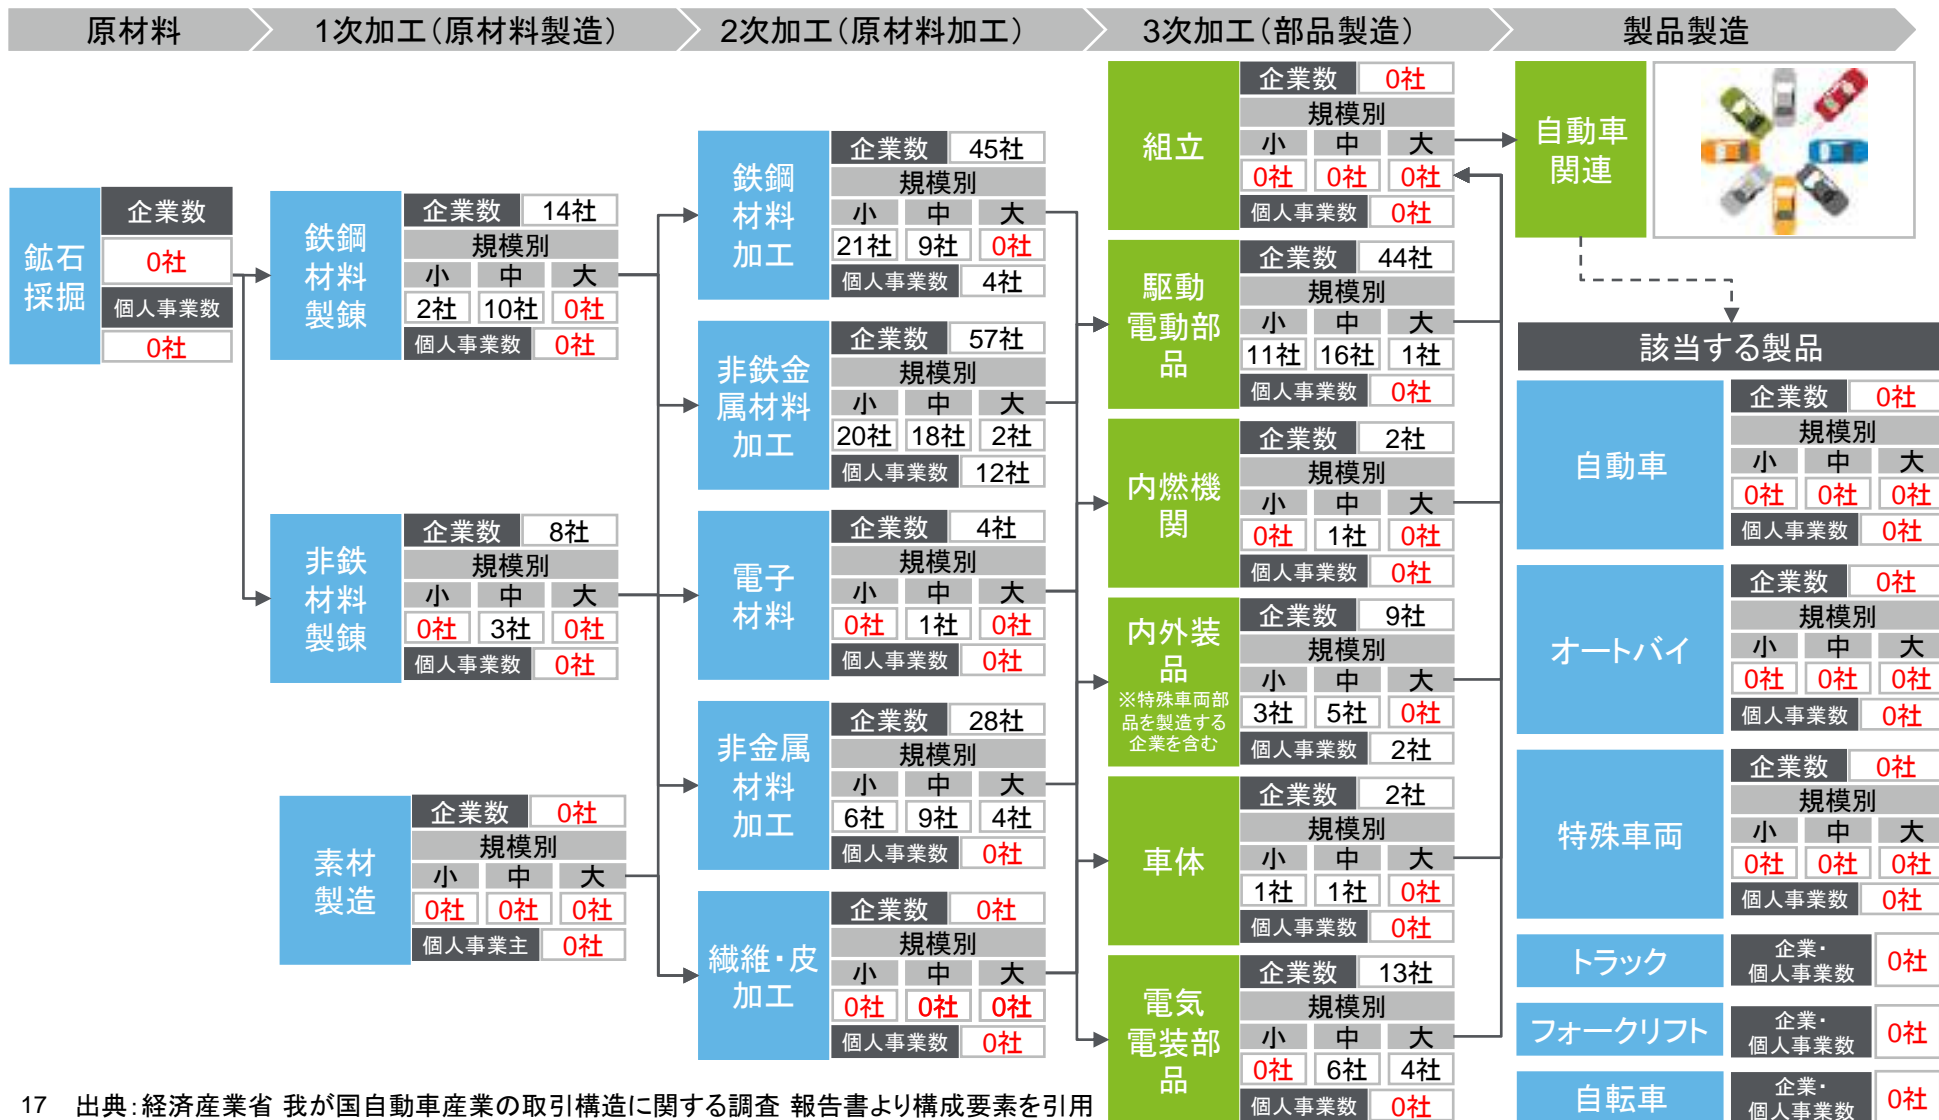 原材料
1次加工(原材料製造)
2次加工(原材料加工)
3次加工(部品製造)
製品製造
鉱石
採掘
企業数
0社
個人事業数
0社
鉄鋼
材料
製錬
企業数 14社
規模別
小 中 大
2社 10社 0社
個人事業数 0社
非鉄
材料
製錬
企業数 8社
規模別
小 中 大
0社 3社 0社
個人事業数 0社
素材
製造
企業数 0社
規模別
小 中 大
0社 0社 0社
個人事業主 0社
鉄鋼
材料
加工
企業数 45社
規模別
小 中 大
21社 9社 0社
個人事業数 4社
非鉄金
属材料
加工
企業数 57社
規模別
小 中 大
20社 18社 2社
個人事業数 12社
電子
材料
企業数 4社
規模別
小 中 大
0社 1社 0社
個人事業数 0社
非金属
材料
加工
企業数 28社
規模別
小 中 大
6社 9社 4社
個人事業数 0社
繊維・皮
加工
企業数 0社
規模別
小 中 大
0社 0社 0社
個人事業数 0社
組立
企業数 0社
規模別
小 中 大
0社 0社 0社
個人事業数 0社
駆動
電動部
品
企業数 44社
規模別
小 中 大
11社 16社 1社
個人事業数 0社
内燃機
関
企業数 2社
規模別
小 中 大
0社 1社 0社
個人事業数 0社
内外装
品
※特殊車両部
品を製造する
企業を含む
企業数 9社
規模別
小 中 大
3社 5社 0社
個人事業数 2社
車体
企業数 2社
規模別
小 中 大
1社 1社 0社
個人事業数 0社
電気
電装部
品
企業数 13社
規模別
小 中 大
0社 6社 4社
個人事業数 0社
自動車
関連
該当する製品
自動車
企業数 0社
規模別
小 中 大
0社 0社 0社
個人事業数 0社
オートバイ
企業数 0社
規模別
小 中 大
0社 0社 0社
個人事業数 0社
特殊車両
企業数 0社
規模別
小 中 大
0社 0社 0社
個人事業数 0社
トラック
企業・
個人事業数
0社
フォークリフト
企業・
個人事業数
0社
自転車
企業・
個人事業数
0社
17 出典:経済産業省 我が国自動車産業の取引構造に関する調査 報告書より構成要素を引用